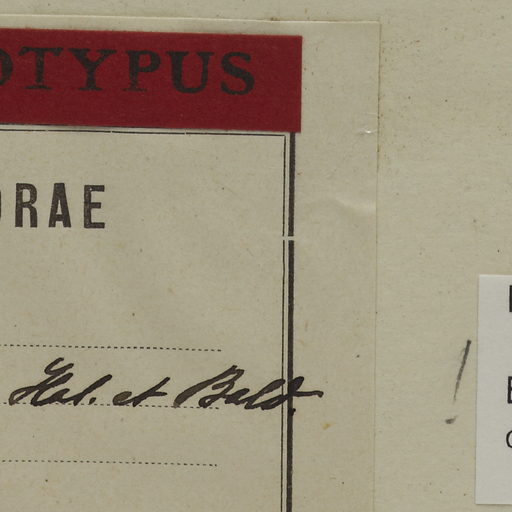 OTYPUS
ORAE
Hal. et Bald.